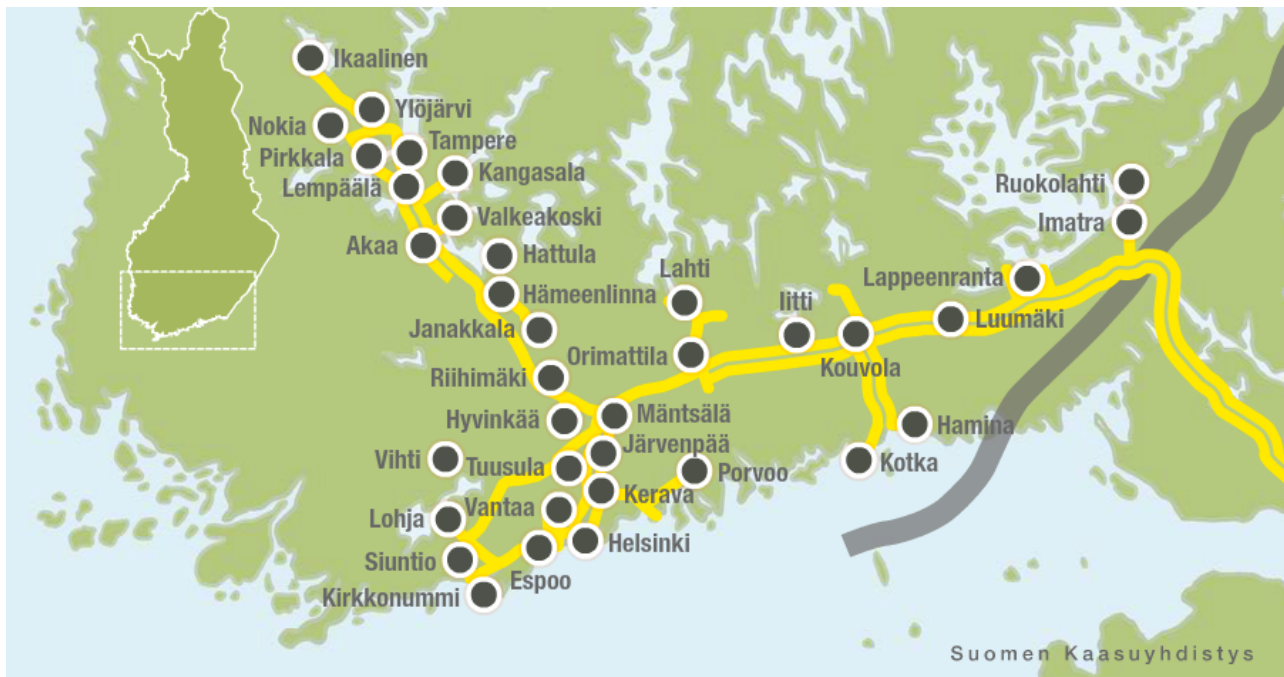 Ikaalinen
Ylöjärvi
Nokia
Tampere
Pirkkala
Kangasala
Lempäälä
Valkeakoski
Akaa
Hattula
Hämeenlinna
Janakkala
Riihimäki
Hyvinkää
Vihti
Tuusula
Lohja
Vantaa
Siuntio
Espoo
Kirkkonummi
Lahti
Orimattila
Mäntsälä
Järvenpää
Kerava
Porvoo
Helsinki
Iitti
Kouvola
Hamina
Kotka
Ruokolahti
Imatra
Lappeenranta
Luumäki
Suomen Kaasuyhdistys